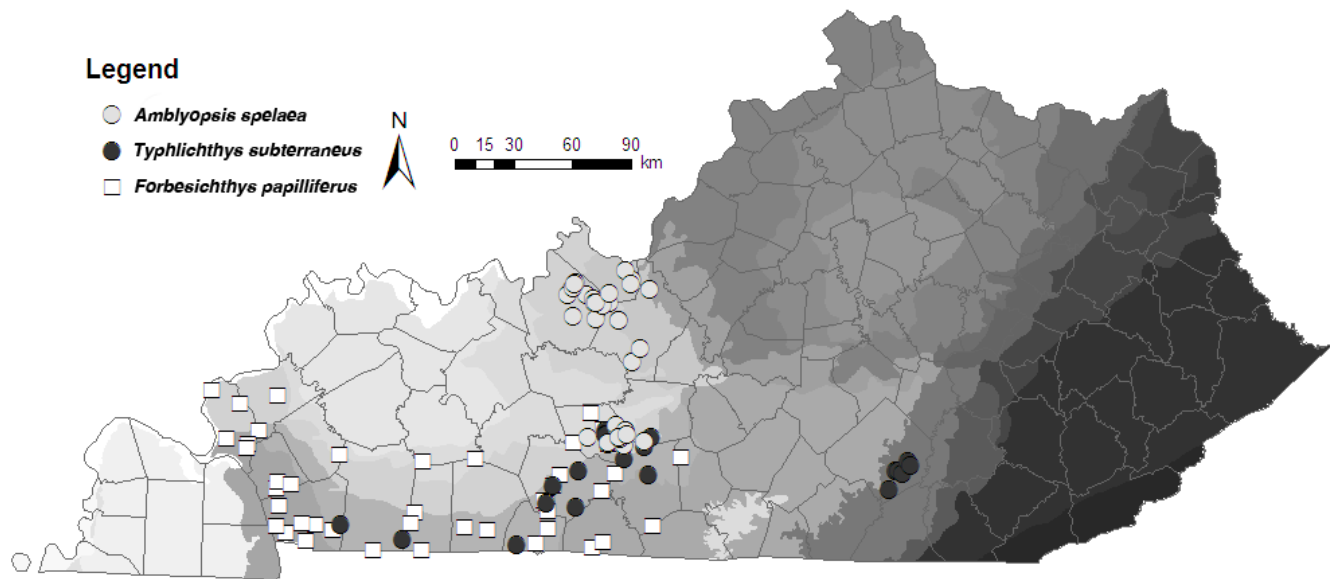 Legend
Amblyopsis spelaea
Typhlichthys subterraneus
Forbesichthys papilliferus
N
0 15 30 60 90
km